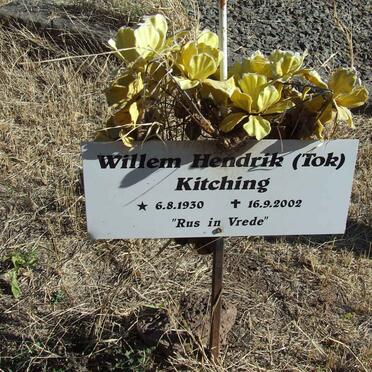 Willem Hendrik (Tok)
Kitching
★ 6.8.1930 ✝ 16.9.2002
"Rus in Vrede"